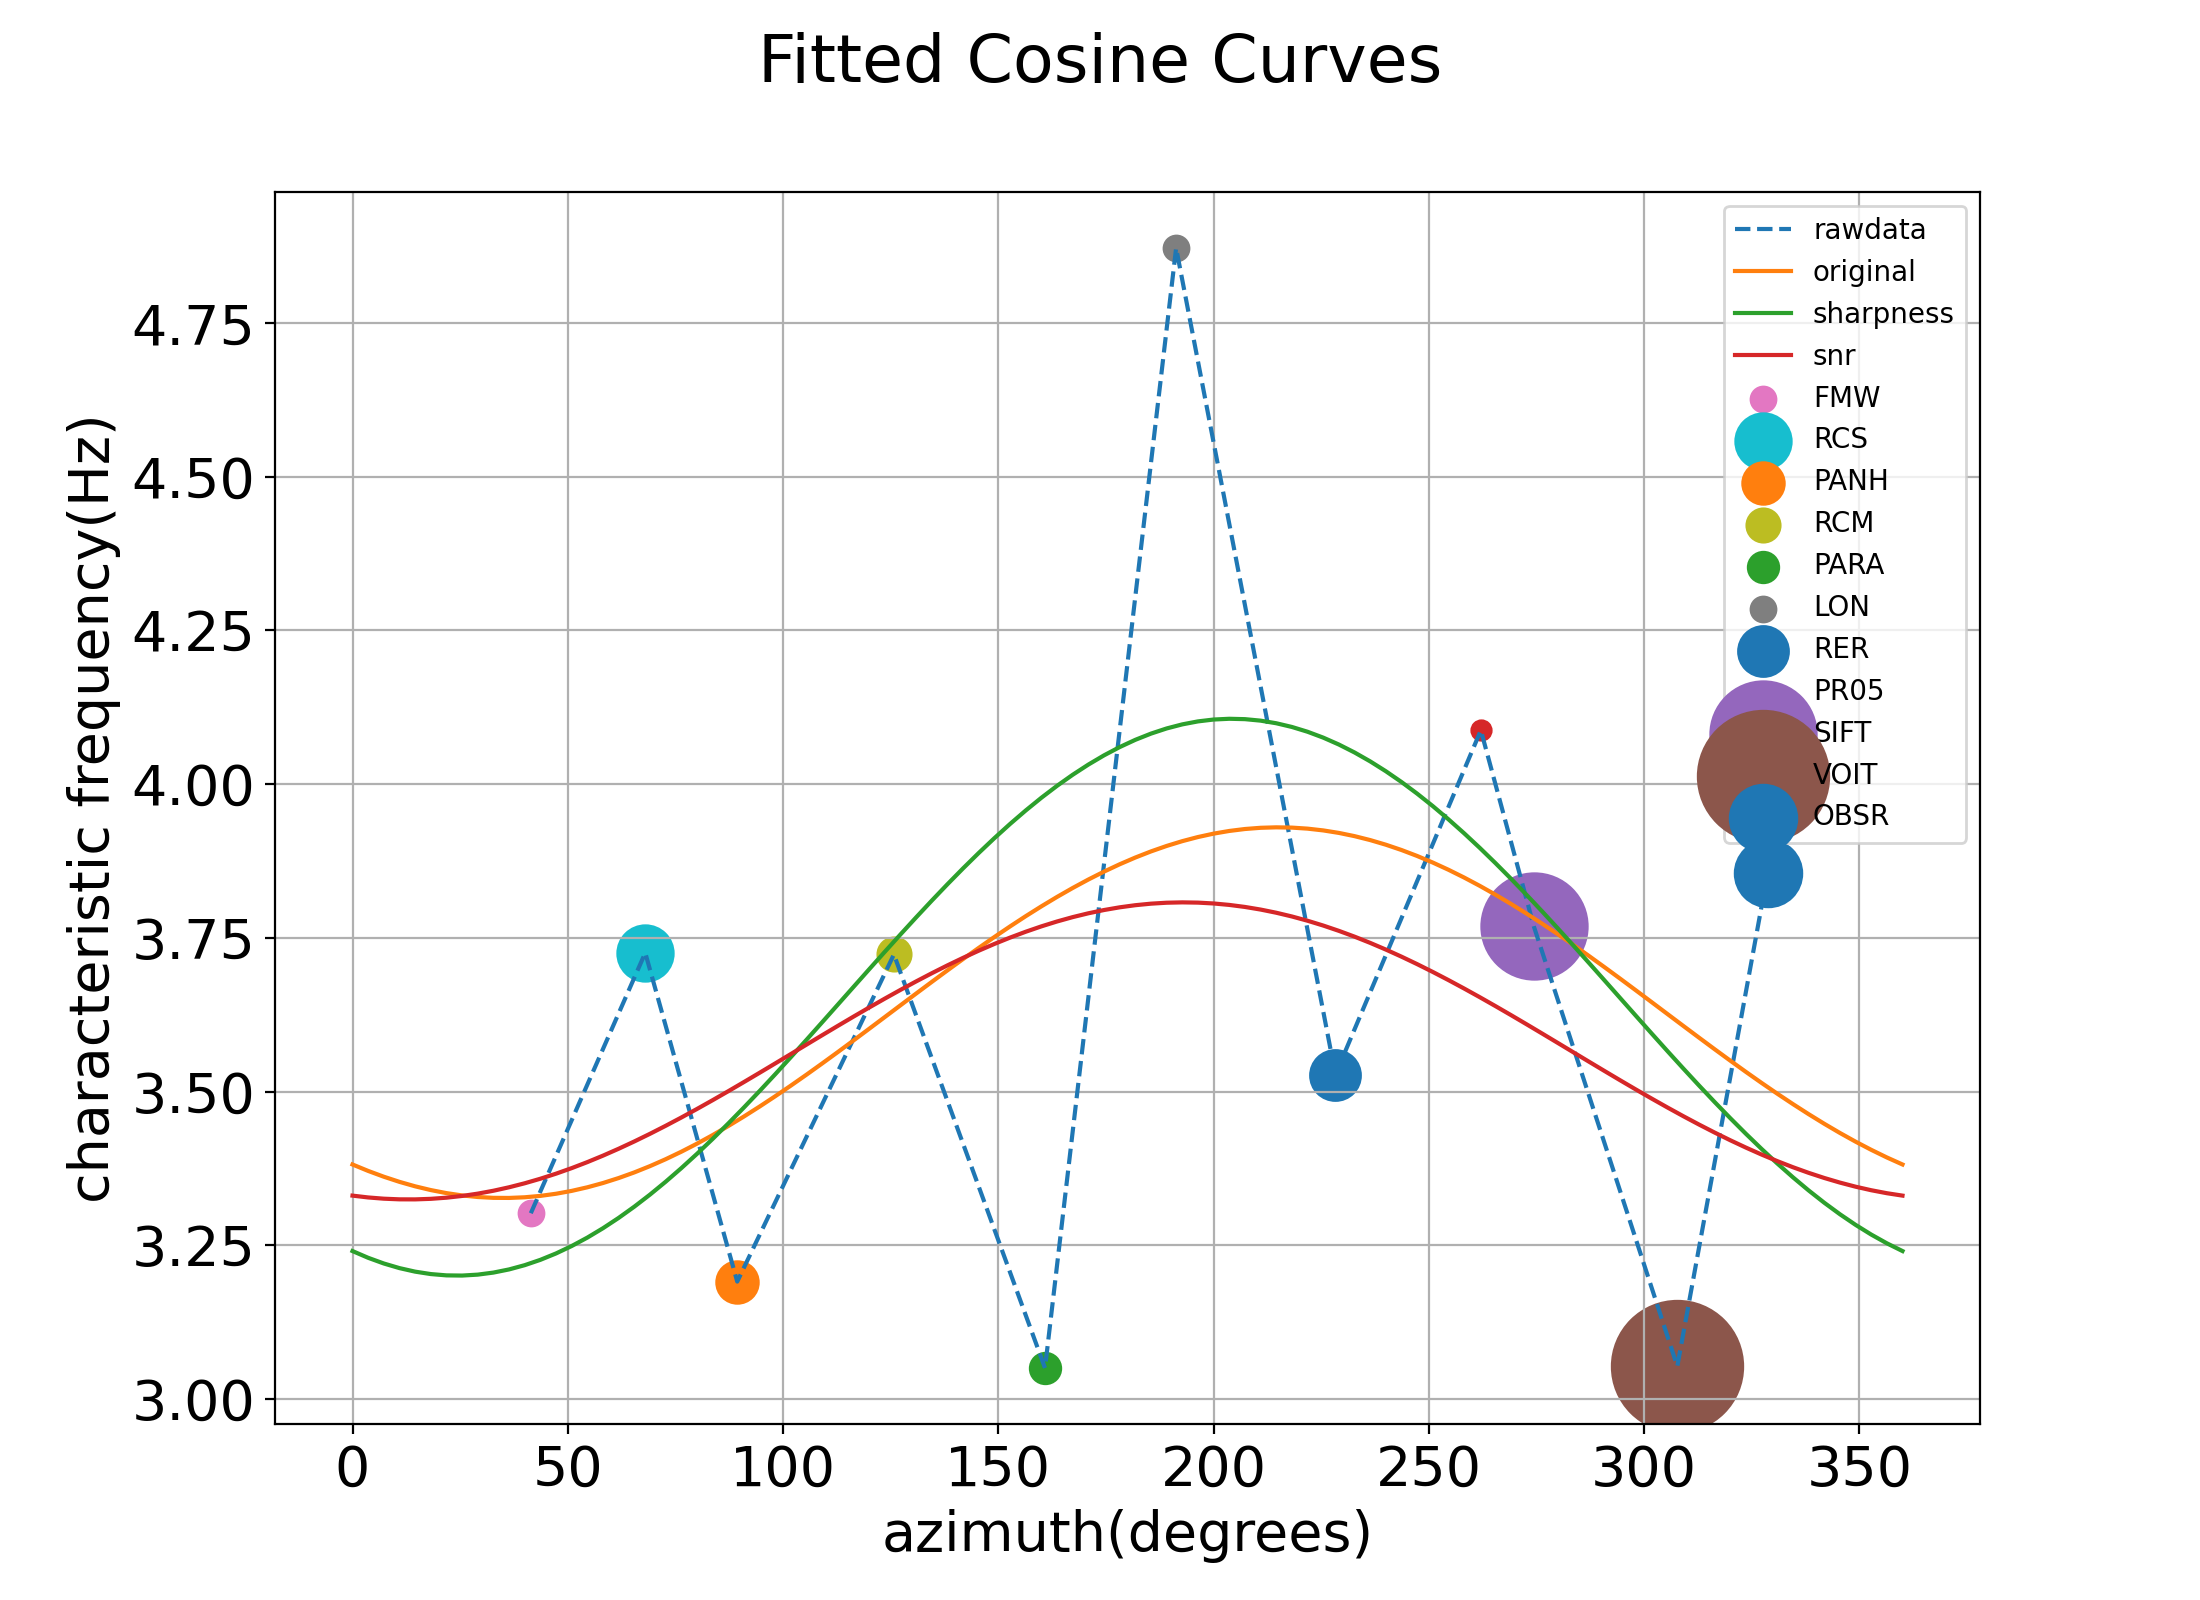 Fitted Cosine Curves
characteristic frequency(Hz)
4.75
4.50
4.25
4.00
3.75
3.50
3.25
3.00
rawdata
original
sharpness
snr
FMW
RCS
PANH
RCM
PARA
LON
RER
PR05
SIFT
VOIT
OBSR
0 50 100 150 200 250 300 350
azimuth(degrees)